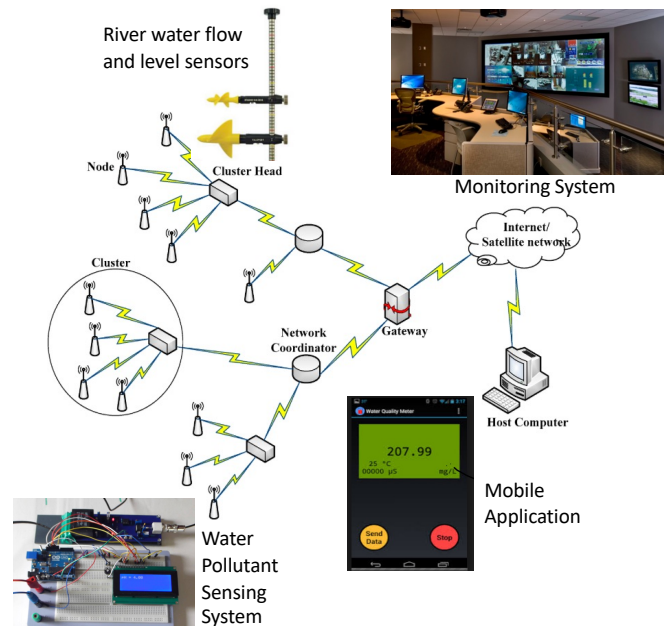 River water flow
and level sensors
Node
Cluster Head
Monitoring System
Internet/
Satellite network
Cluster
Gateway
Network
Coordinator
Host Computer
Water Quality Meter
207.99
25 °C
00000 µS
mg/L
Send
Data
Stop
Mobile
Application
Water
Pollutant
Sensing
System